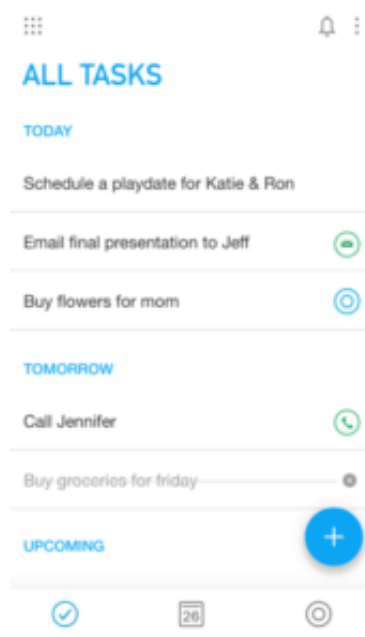 ALL TASKS
TODAY
Schedule a playdate for Katie & Ron
Email final presentation to Jeff
Buy flowers for mom
TOMORROW
Call Jennifer
Buy groceries for friday
UPCOMING
26